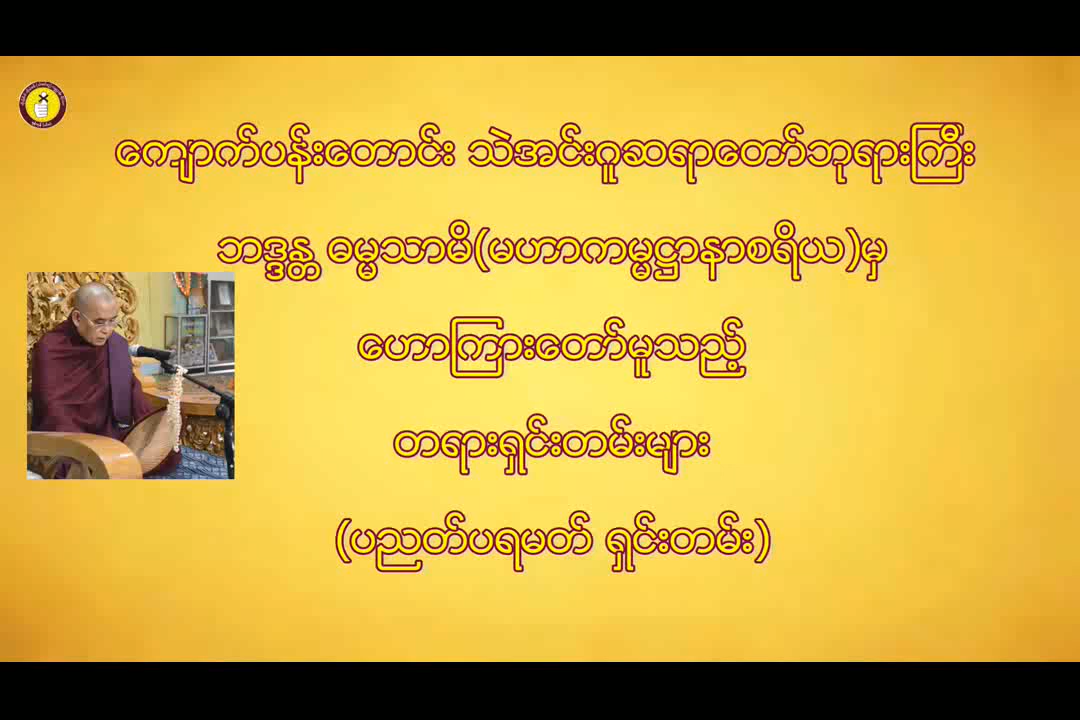 ကျောက်ပန်းတောင်း သဲအင်းဂူဆရာတော်ဘုရားကြီး
ဘဒ္ဒန္တ ဓမ္မသာမိ(မဟာကမ္မဋ္ဌာနာစရိယ)မှ
ဟောကြားတော်မူသည့်
တရားရှင်းတမ်းများ
(ပညတ်ပရမတ် ရှင်းတမ်း)